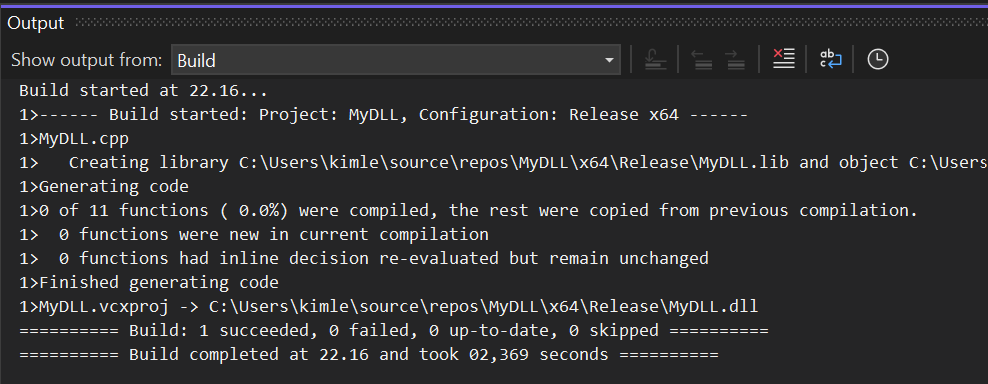 Output
Show output from: Build
Build started at 22.16...
1>------ Build started: Project: MyDLL, Configuration: Release x64 ------
1>MyDLL.cpp
1>   Creating library C:\Users\kimle\source\repos\MyDLL\x64\Release\MyDLL.lib and object C:\Users
1>Generating code
1>0 of 11 functions ( 0.0%) were compiled, the rest were copied from previous compilation.
1>  0 functions were new in current compilation
1>  0 functions had inline decision re-evaluated but remain unchanged
1>Finished generating code
1>MyDLL.vcxproj -> C:\Users\kimle\source\repos\MyDLL\x64\Release\MyDLL.dll
========== Build: 1 succeeded, 0 failed, 0 up-to-date, 0 skipped ==========
========== Build completed at 22.16 and took 02,369 seconds ==========